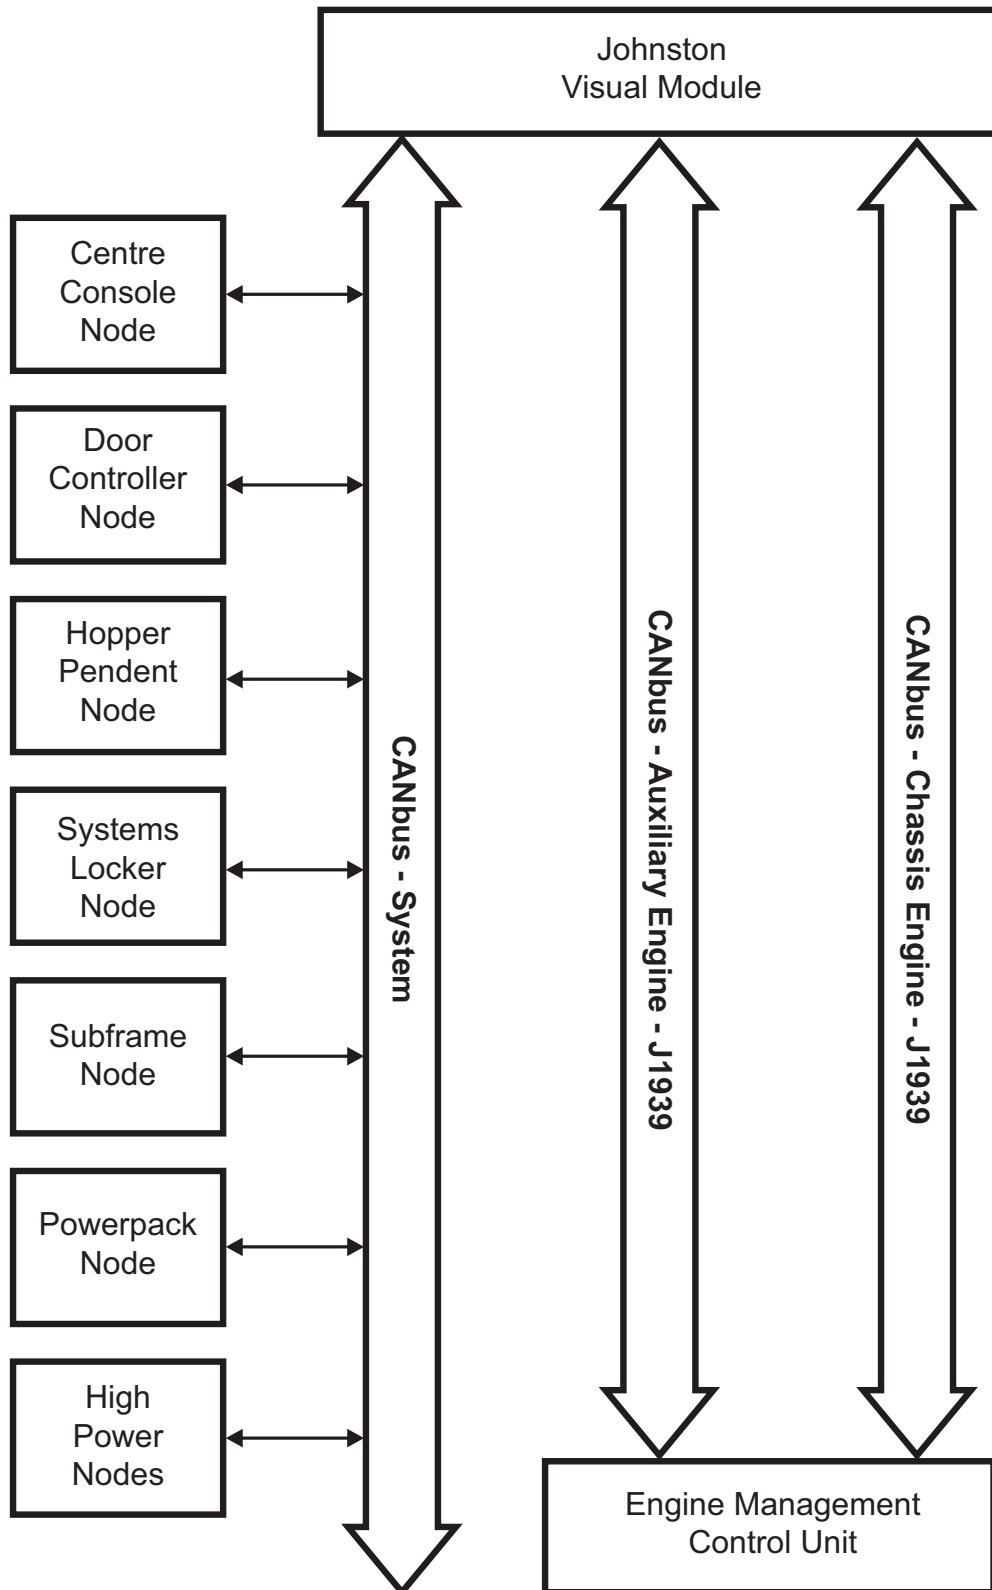 Johnston
Visual Module
Centre
Console
Node
Door
Controller
Node
Hopper
Pendent
Node
Systems
Locker
Node
Subframe
Node
Powerpack
Node
High
Power
Nodes
CANbus - System
CANbus - Auxiliary Engine - J1939
CANbus - Chassis Engine - J1939
Engine Management
Control Unit